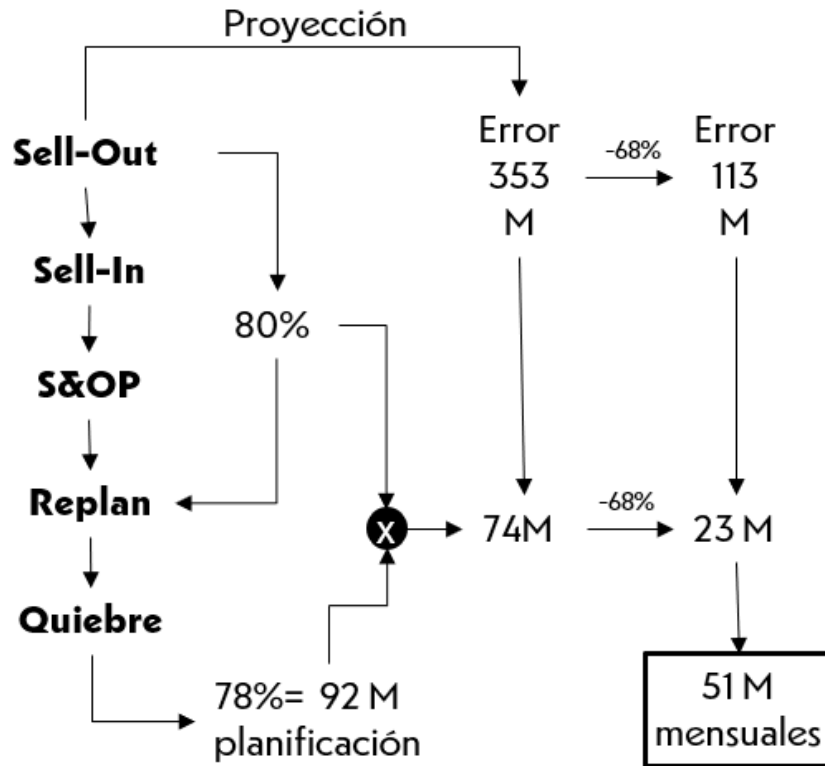 Proyección
Sell-Out
Sell-In
S&OP
Replan
Quiebre
80%
78%= 92 M
planificación
X
Error
353
M
-68%
Error
113
M
74M
-68%
23 M
51 M
mensuales